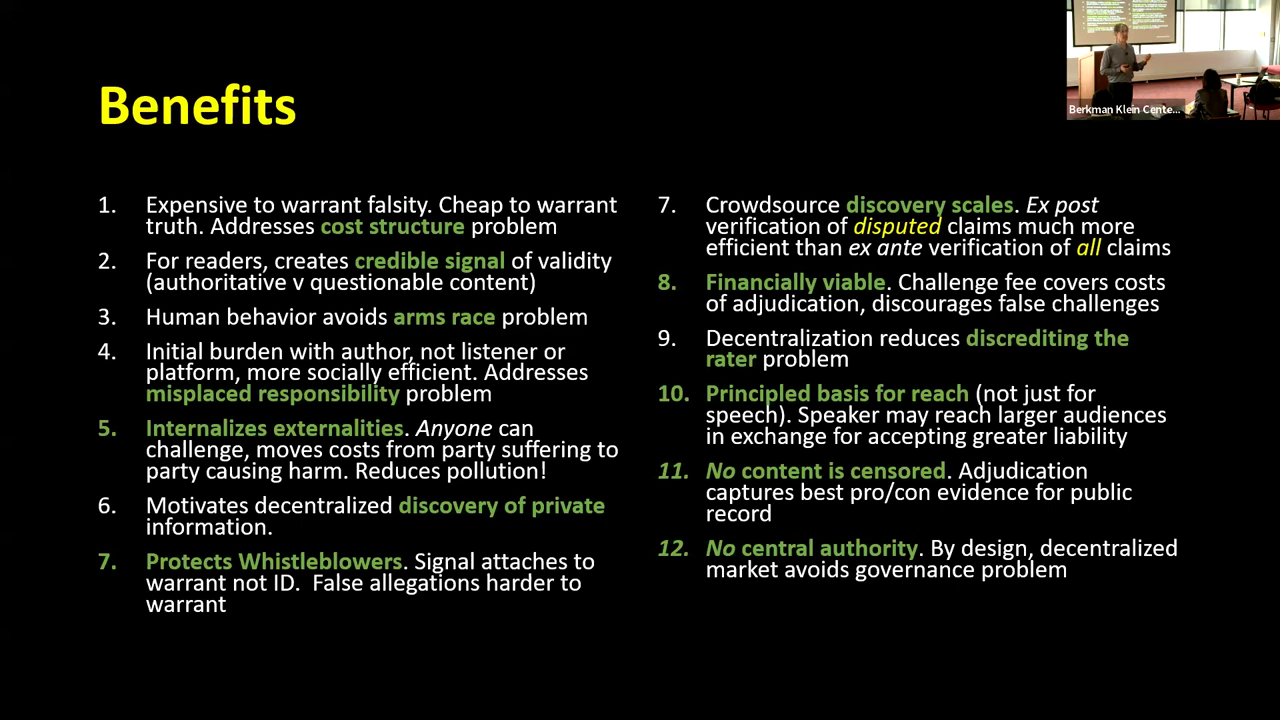 Benefits
1. Expensive to warrant falsity. Cheap to warrant
truth. Addresses cost structure problem
2. For readers, creates credible signal of validity
(authoritative v questionable content)
3. Human behavior avoids arms race problem
4. Initial burden with author, not listener or
platform, more socially efficient. Addresses
misplaced responsibility problem
5. Internalizes externalities. Anyone can
challenge, moves costs from party suffering to
party causing harm. Reduces pollution!
6. Motivates decentralized discovery of private
information.
7. Protects Whistleblowers. Signal attaches to
warrant not ID. False allegations harder to
warrant
7. Crowdsource discovery scales. Ex post
verification of disputed claims much more
efficient than ex ante verification of all claims
8. Financially viable. Challenge fee covers costs
of adjudication, discourages false challenges
9. Decentralization reduces discrediting the
rater problem
10. Principled basis for reach (not just for
speech). Speaker may reach larger audiences
in exchange for accepting greater liability
11. No content is censored. Adjudication
captures best pro/con evidence for public
record
12. No central authority. By design, decentralized
market avoids governance problem
Berkman Klein Cente...